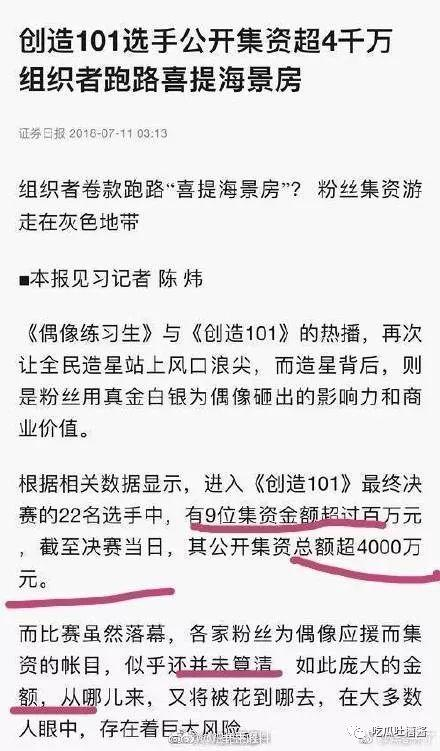 创造101选手公开集资超4千万
组织者跑路喜提海景房
证券日报 2018-07-11 03:13
组织者卷款跑路“喜提海景房”？ 粉丝集资游
走在灰色地带
■本报见习记者 陈 炜
《偶像练习生》与《创造101》的热播，再次
让全民造星站上风口浪尖，而造星背后，则
是粉丝用真金白银为偶像砸出的影响力和商
业价值。
根据相关数据显示，进入《创造101》最终决
赛的22名选手中，有9位集资金额超过百万元
，截至决赛当日，其公开集资总额超4000万
元。
而比赛虽然落幕，各家粉丝为偶像应援而集
资的帐目，似乎还并未算清，如此庞大的金
额，从哪儿来，又将被花到哪去，在大多数
人眼中，存在着巨大风险。
吃瓜吐槽酱